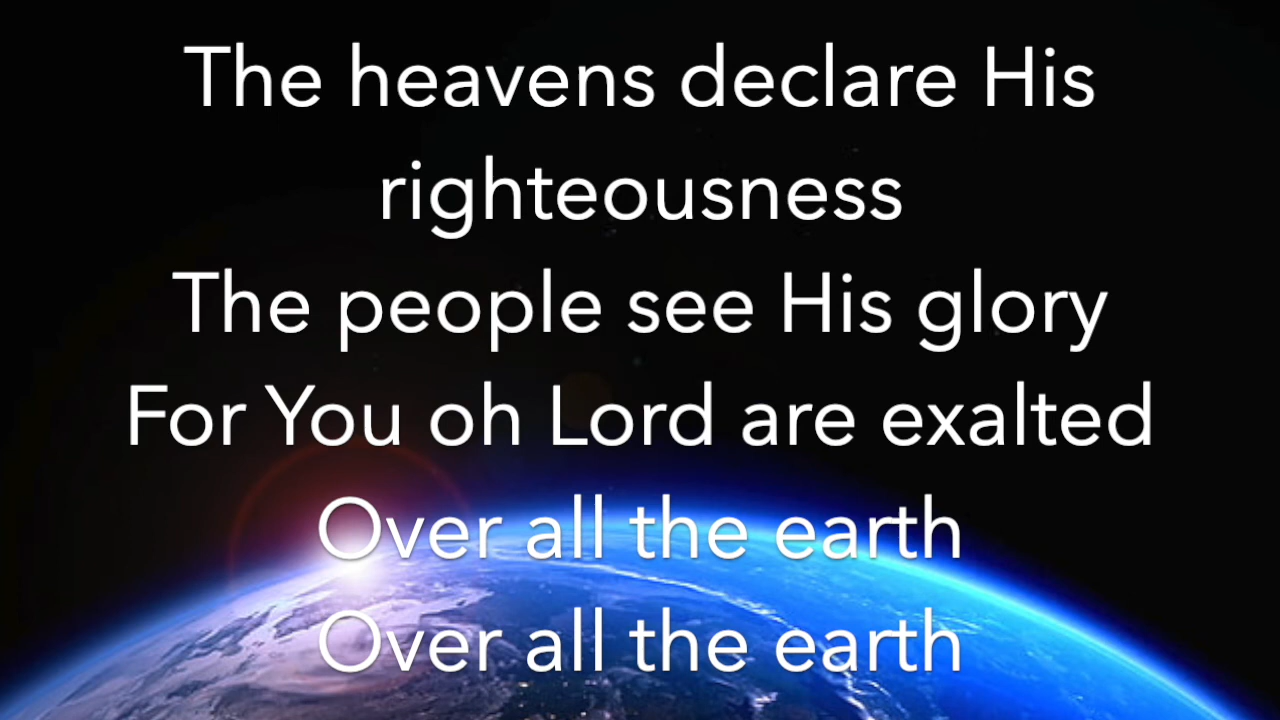 The heavens declare His
righteousness
The people see His glory
For You oh Lord are exalted
Over all the earth
Over all the earth